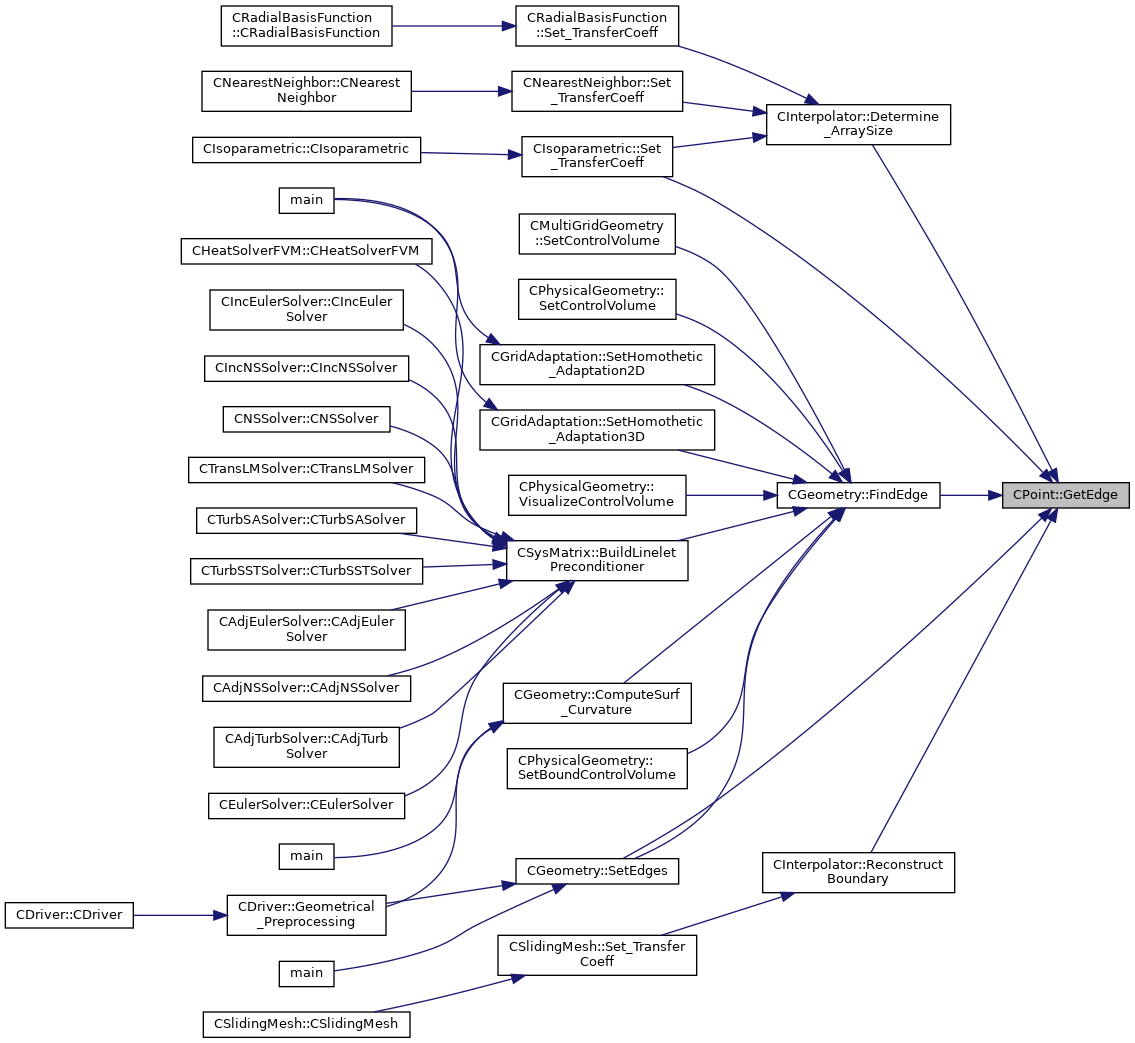 CRadialBasisFunction
::CRadialBasisFunction
CRadialBasisFunction
::Set_TransferCoeff
CNearestNeighbor::CNearest
Neighbor
CNearestNeighbor::Set
_TransferCoeff
CInterpolator::Determine
_ArraySize
CIsoparametric::CIsoparametric
CIsoparametric::Set
_TransferCoeff
main
CMultiGridGeometry
::SetControlVolume
CHeatSolverFVM::CHeatSolverFVM
CPhysicalGeometry::
SetControlVolume
CIncEulerSolver::CIncEuler
Solver
CGridAdaptation::SetHomothetic
_Adaptation2D
CIncNSSolver::CIncNSSolver
CGridAdaptation::SetHomothetic
_Adaptation3D
CNSSolver::CNSSolver
CTransLMSolver::CTransLMSolver
CPhysicalGeometry::
VisualizeControlVolume
CGeometry::FindEdge
CPoint::GetEdge
CTurbSASolver::CTurbSASolver
CSysMatrix::BuildLinelet
Preconditioner
CTurbSSTSolver::CTurbSSTSolver
CAdjEulerSolver::CAdjEuler
Solver
CAdjNSSolver::CAdjNSSolver
CGeometry::ComputeSurf
_Curvature
CAdjTurbSolver::CAdjTurb
Solver
CPhysicalGeometry::
SetBoundControlVolume
CEulerSolver::CEulerSolver
main
CGeometry::SetEdges
CInterpolator::Reconstruct
Boundary
CDriver::CDriver
CDriver::Geometrical
_Preprocessing
CSlidingMesh::Set_Transfer
Coeff
main
CSlidingMesh::CSlidingMesh